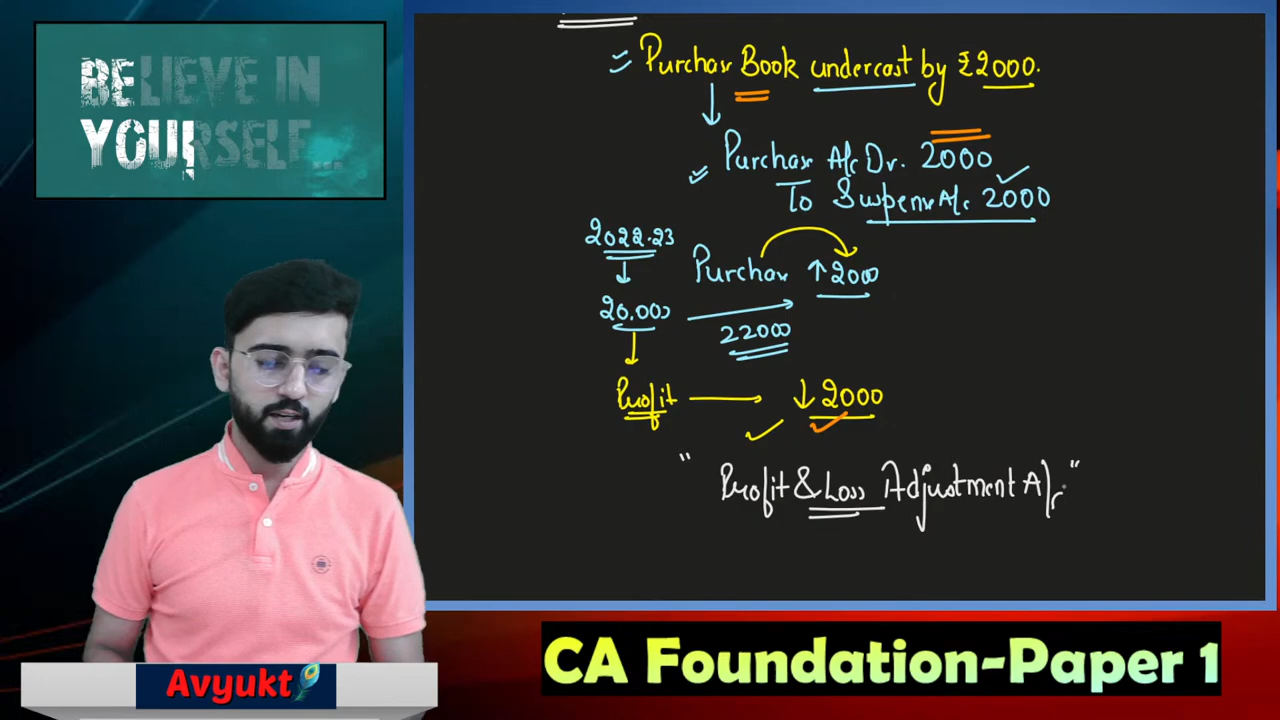 BELIEVE IN
YOURSELF...
Purchase Book undercast by ₹2000.
Purchase A/c Dr. 2000
To Suspense A/c 2000
2022-23
Purchase ↑ 2000
20,000
22000
Profit ↓ 2000
" Profit & Loss Adjustment A/c "
Avyukt
CA Foundation-Paper 1